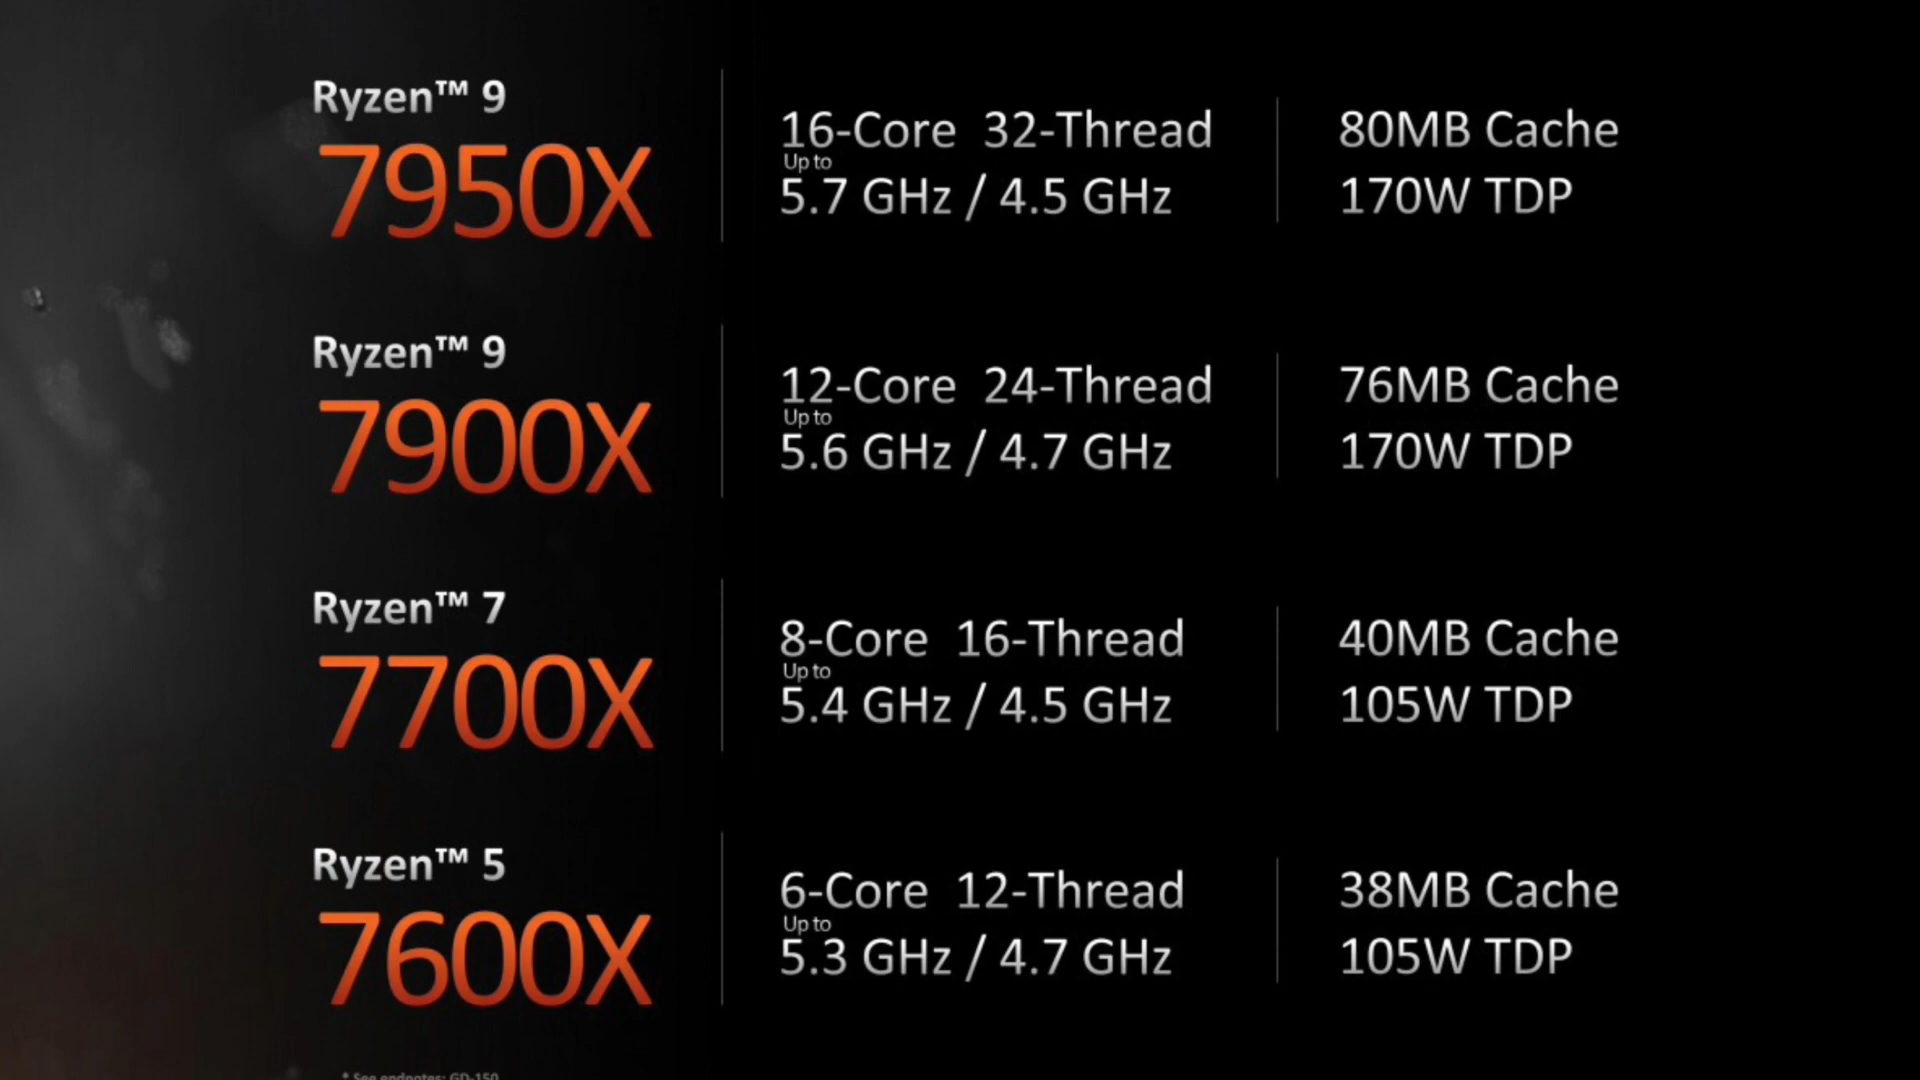 Ryzen™ 9
7950X
16-Core 32-Thread
Up to
5.7 GHz / 4.5 GHz
80MB Cache
170W TDP
Ryzen™ 9
7900X
12-Core 24-Thread
Up to
5.6 GHz / 4.7 GHz
76MB Cache
170W TDP
Ryzen™ 7
7700X
8-Core 16-Thread
Up to
5.4 GHz / 4.5 GHz
40MB Cache
105W TDP
Ryzen™ 5
7600X
6-Core 12-Thread
Up to
5.3 GHz / 4.7 GHz
38MB Cache
105W TDP
* See endnotes: GD-150